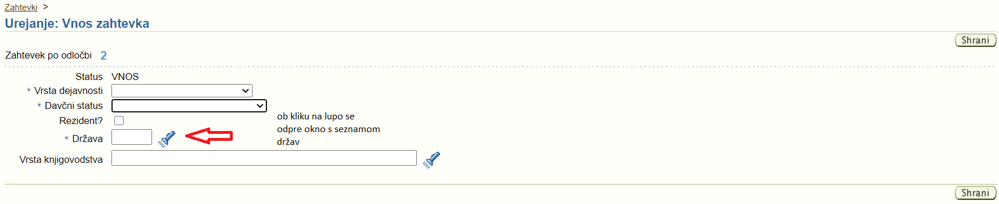 Zahtevki >
Urejanje: Vnos zahtevka
Shrani
Zahtevek po odločbi 2
Status VNOS
* Vrsta dejavnosti
* Davčni status
Rezident?
ob kliku na lupo se
odpre okno s seznamom
držav
* Država
Vrsta knjigovodstva
Shrani